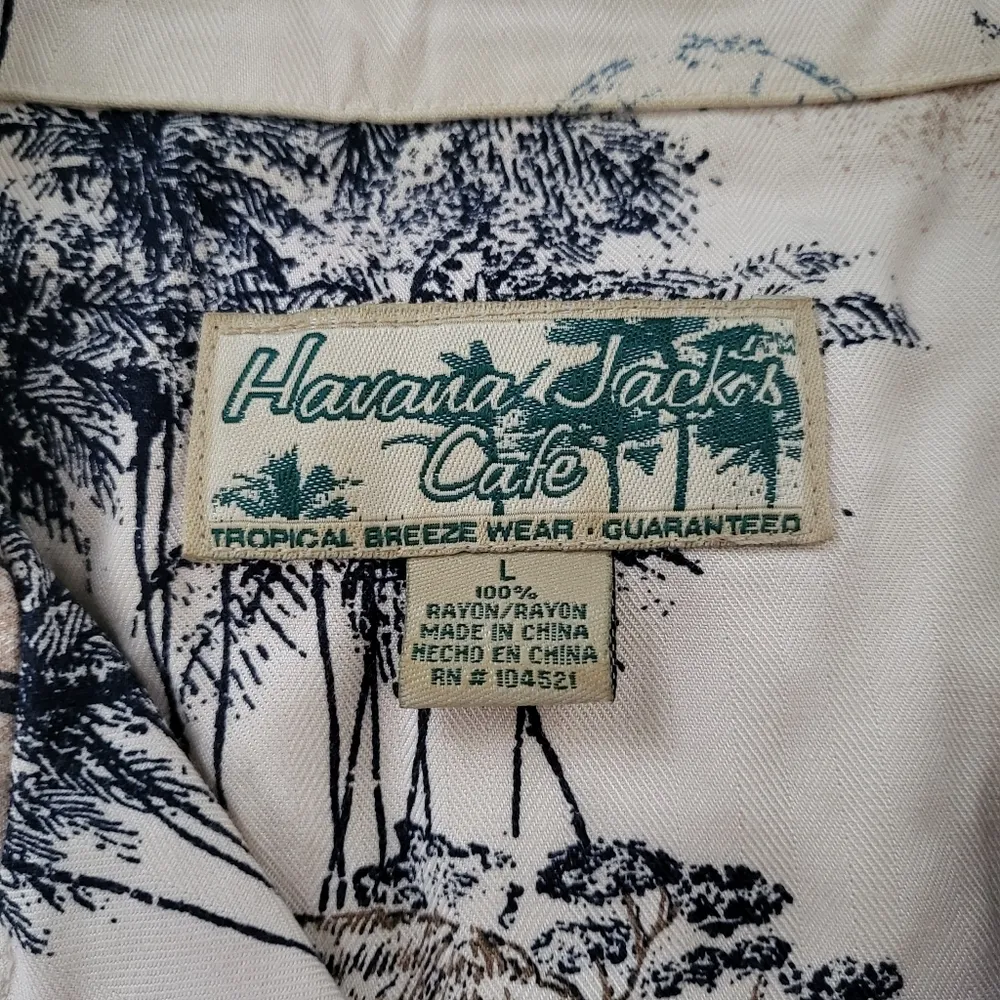 Havana Jack's TM
Cafe
TROPICAL BREEZE WEAR · GUARANTEED
L
100%
RAYON/RAYON
MADE IN CHINA
HECHO EN CHINA
RN # 104521